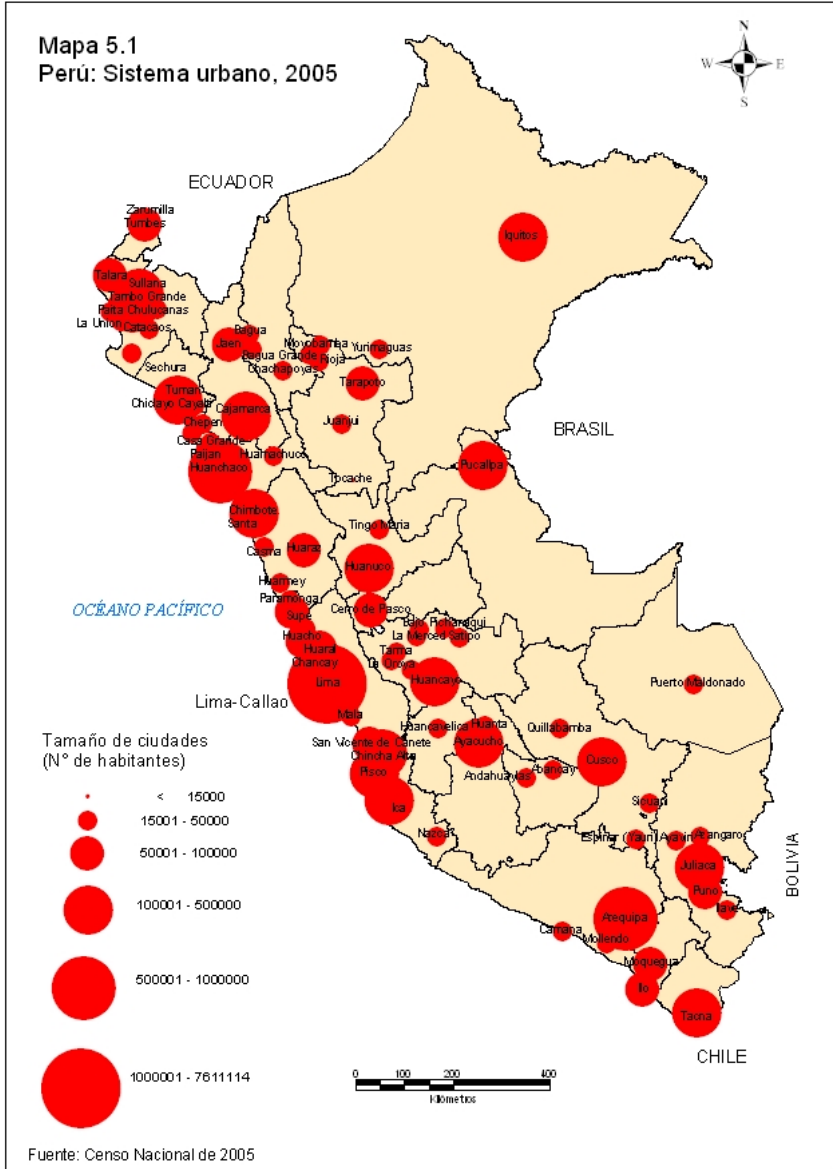 Mapa 5.1
Perú: Sistema urbano, 2005
N
W E
S
ECUADOR
Zarumilla
Tumbes
Iquitos
Talara
Sullana
Tambo Grande
Paita Chulucanas
La Union
Catacaos
Sechura
Bagua
Jaen
Bagua Grande
Chachapoyas
Moyobamba
Rioja
Yurimaguas
Tarapoto
Tuman
Chiclayo Cayalti
Cajamarca
Chepen
Casa Grande
Paijan
Huamachuco
Huanchaco
Juanjui
Tocache
BRASIL
Pucallpa
Chimbote
Santa
Tingo Maria
Casma
Huaraz
Huanuco
Huarmey
Paramonga
Supe
OCÉANO PACÍFICO
Cerro de Pasco
Huacho
Huaral
Chancay
Bajo Pichanaqui
La Merced Satipo
Tarma
La Oroya
Lima
Huancayo
Puerto Maldonado
Lima-Callao
Mala
Huancavelica
Huanta
Quillabamba
San Vicente de Cañete
Ayacucho
Chincha Alta
Cusco
Pisco
Andahuaylas
Abancay
Ica
Sicuani
Nazca
Espinar (Yauri)
Ayaviri
Azangaro
Juliaca
BOLIVIA
Puno
Ilave
Arequipa
Camana
Mollendo
Moquegua
Ilo
Tacna
CHILE
Tamaño de ciudades
(N° de habitantes)
< 15000
15001 - 50000
50001 - 100000
100001 - 500000
500001 - 1000000
1000001 - 7611114
0 100 200 400
Kilómetros
Fuente: Censo Nacional de 2005